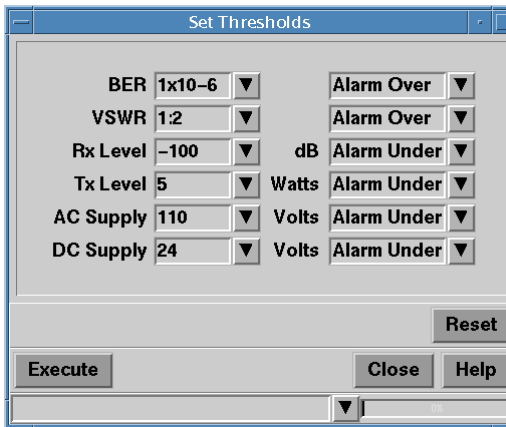 Set Thresholds
BER 1x10-6 Alarm Over
VSWR 1:2 Alarm Over
Rx Level -100 dB Alarm Under
Tx Level 5 Watts Alarm Under
AC Supply 110 Volts Alarm Under
DC Supply 24 Volts Alarm Under
Reset
Execute Close Help
0%